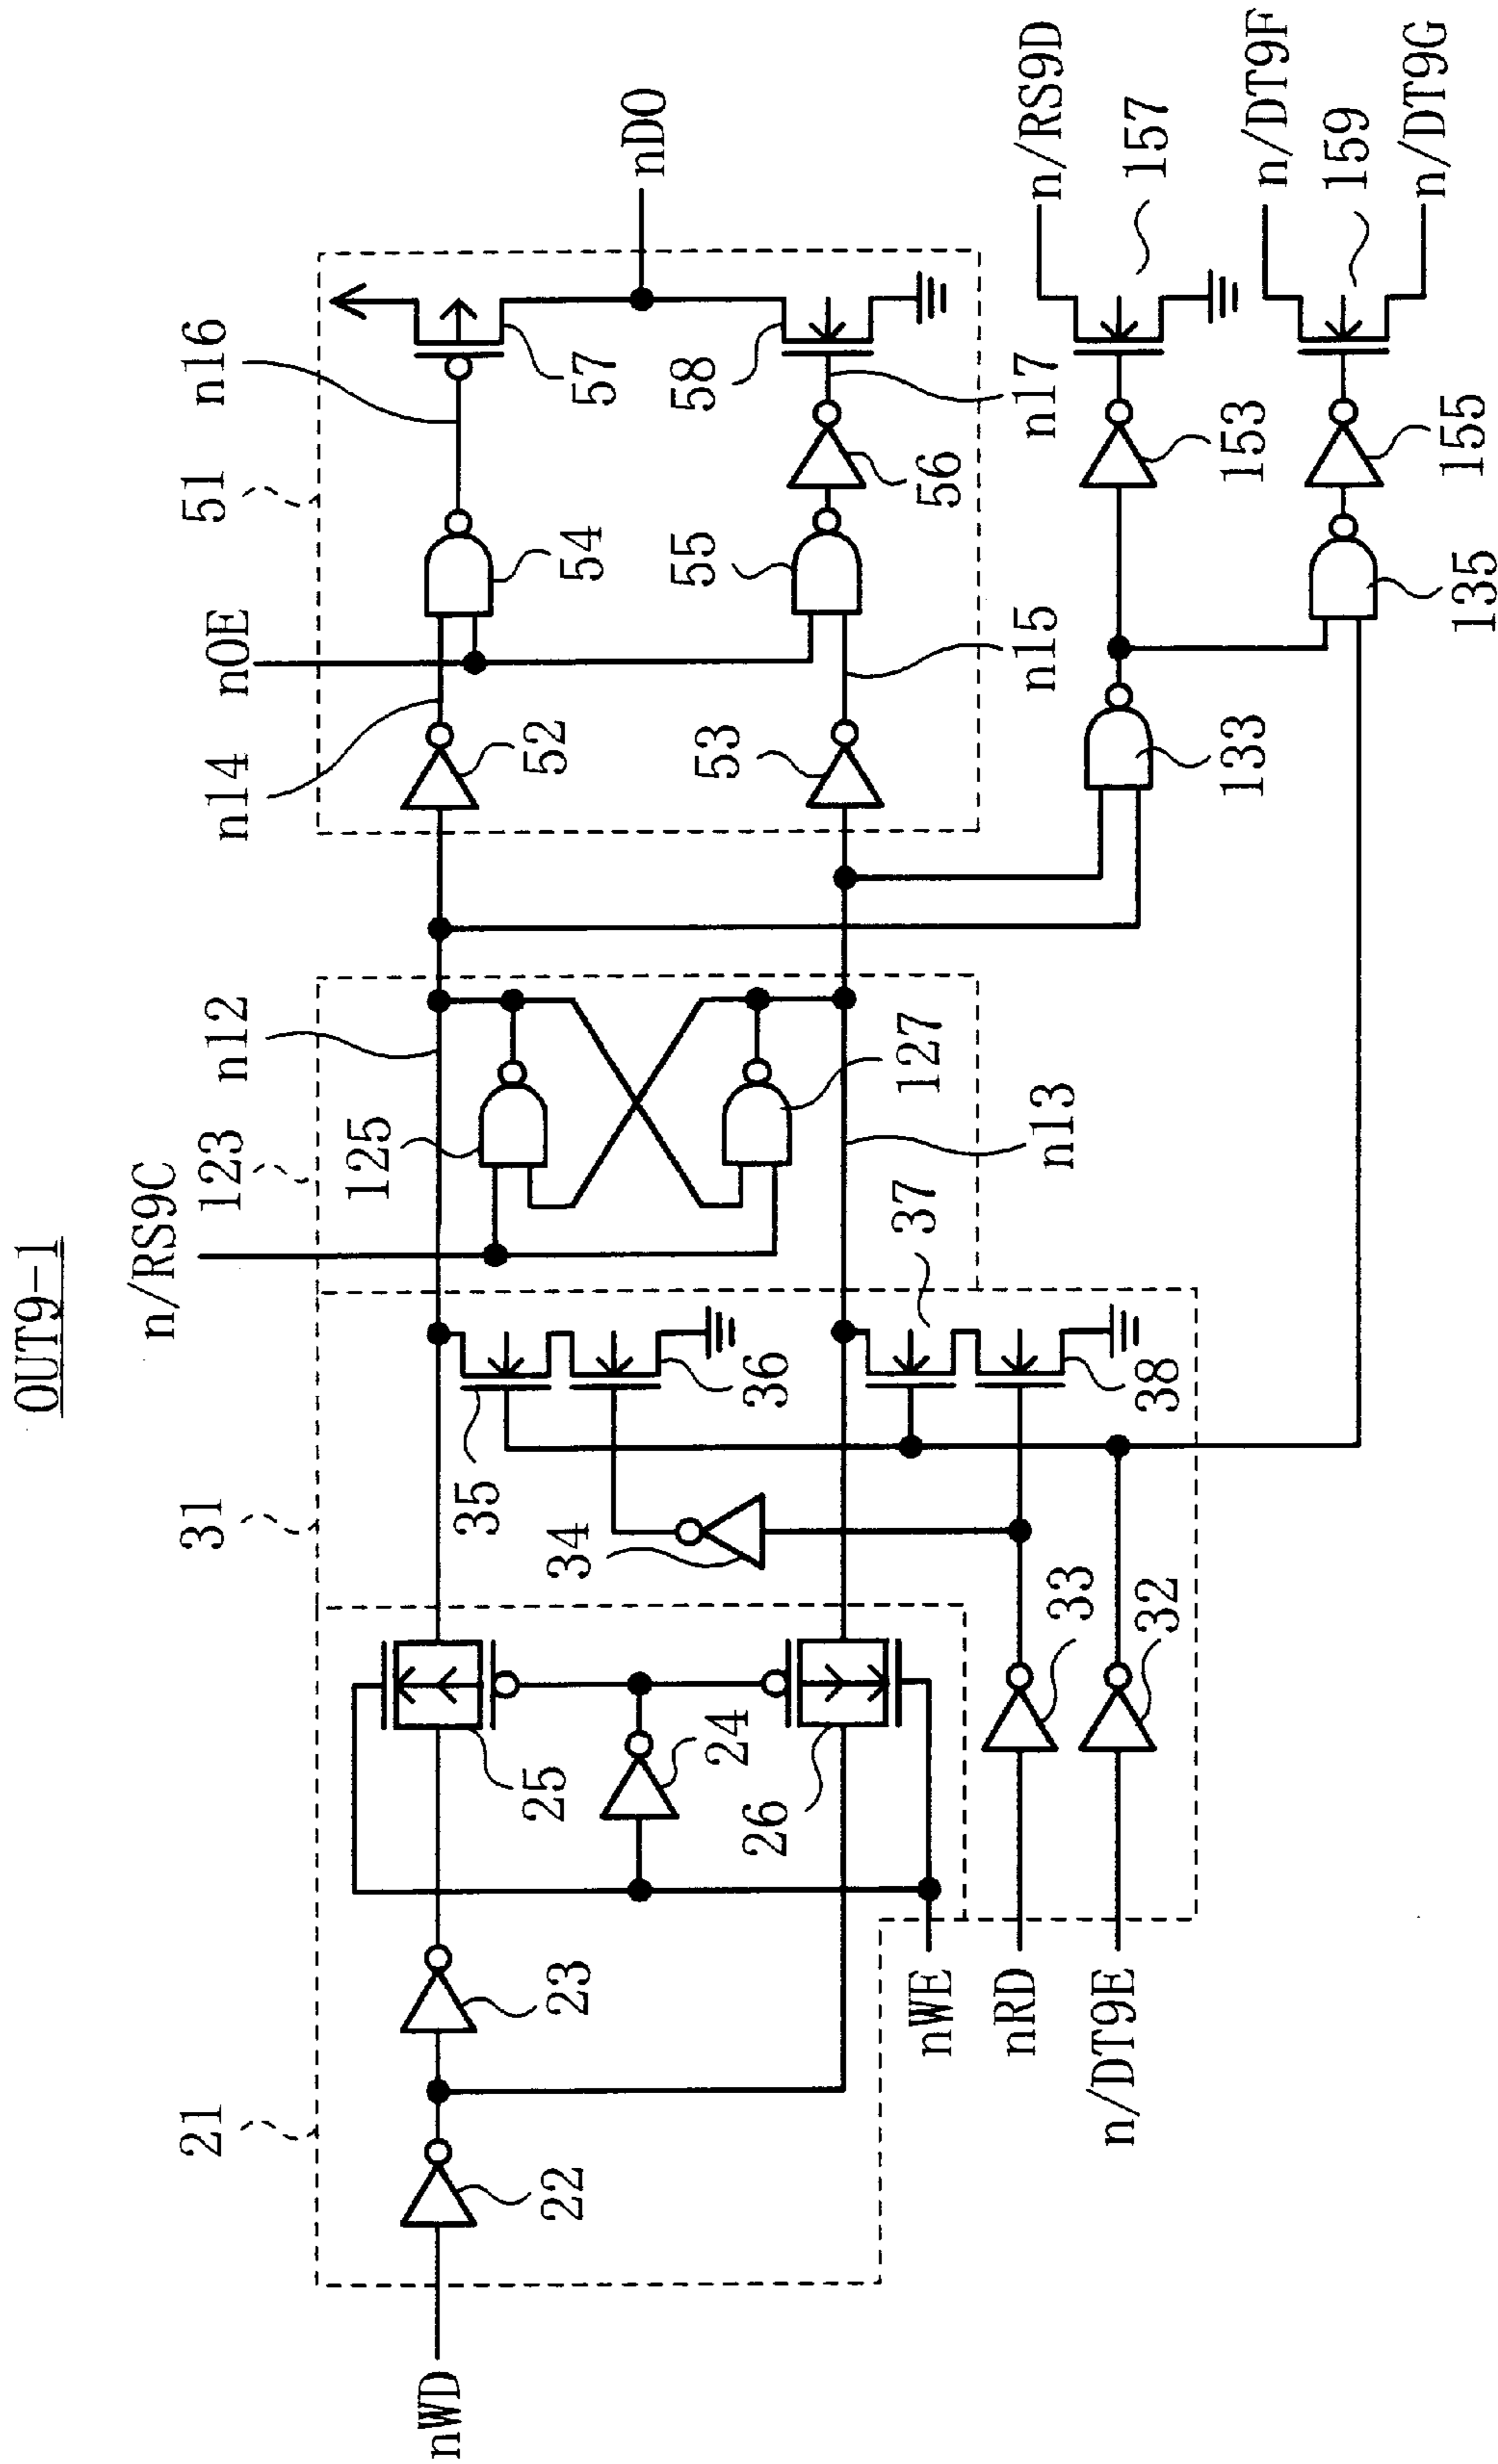 OUT9-1
n/RS9C
31
123
n12
n14
nOE
51
n16
125
35
34
25
24
26
37
127
n13
36
38
33
32
52
53
54
55
56
57
58
nDO
n15
n17
133
153
157
n/RS9D
135
155
159
n/DT9F
n/DT9G
21
22
23
nWD
nWE
nRD
n/DT9E